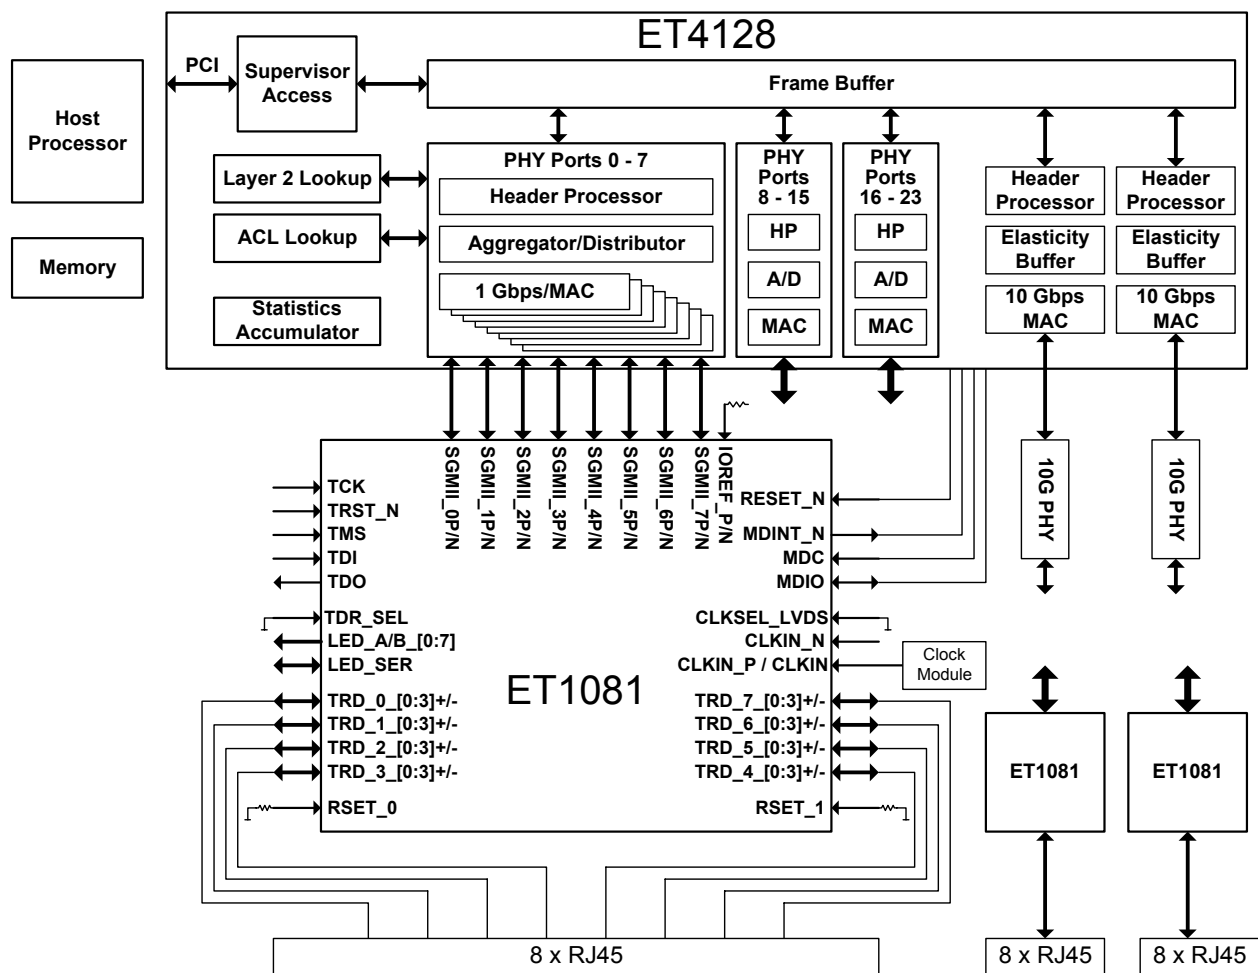 ET4128
PCI
Supervisor
Access
Frame Buffer
Host
Processor
Memory
Layer 2 Lookup
ACL Lookup
Statistics
Accumulator
PHY Ports 0 - 7
Header Processor
Aggregator/Distributor
1 Gbps/MAC
PHY
Ports
8 - 15
HP
A/D
MAC
PHY
Ports
16 - 23
HP
A/D
MAC
Header
Processor
Elasticity
Buffer
10 Gbps
MAC
Header
Processor
Elasticity
Buffer
10 Gbps
MAC
SGMII_0P/N
SGMII_1P/N
SGMII_2P/N
SGMII_3P/N
SGMII_4P/N
SGMII_5P/N
SGMII_6P/N
SGMII_7P/N
IOREF_P/N
TCK
TRST_N
TMS
TDI
TDO
TDR_SEL
LED_A/B_[0:7]
LED_SER
TRD_0_[0:3]+/-
TRD_1_[0:3]+/-
TRD_2_[0:3]+/-
TRD_3_[0:3]+/-
RSET_0
ET1081
RESET_N
MDINT_N
MDC
MDIO
CLKSEL_LVDS
CLKIN_N
CLKIN_P / CLKIN
TRD_7_[0:3]+/-
TRD_6_[0:3]+/-
TRD_5_[0:3]+/-
TRD_4_[0:3]+/-
RSET_1
Clock
Module
10G PHY
10G PHY
ET1081
ET1081
8 x RJ45
8 x RJ45
8 x RJ45